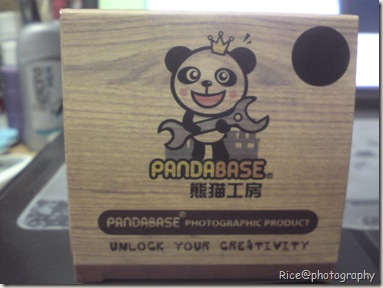 PANDABASE®
熊猫工房
PANDABASE® PHOTOGRAPHIC PRODUCT
UNLOCK YOUR CREATIVITY
Rice@photography